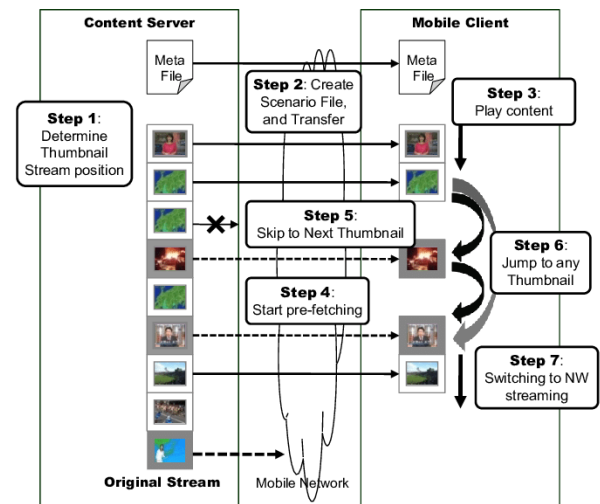 Content Server
Mobile Client
Meta
File
Meta
File
Step 1:
Determine
Thumbnail
Stream position
Step 2: Create
Scenario File,
and Transfer
Step 3:
Play content
Step 5:
Skip to Next Thumbnail
Step 6:
Jump to any
Thumbnail
Step 4:
Start pre-fetching
Step 7:
Switching to NW
streaming
Original Stream
Mobile Network